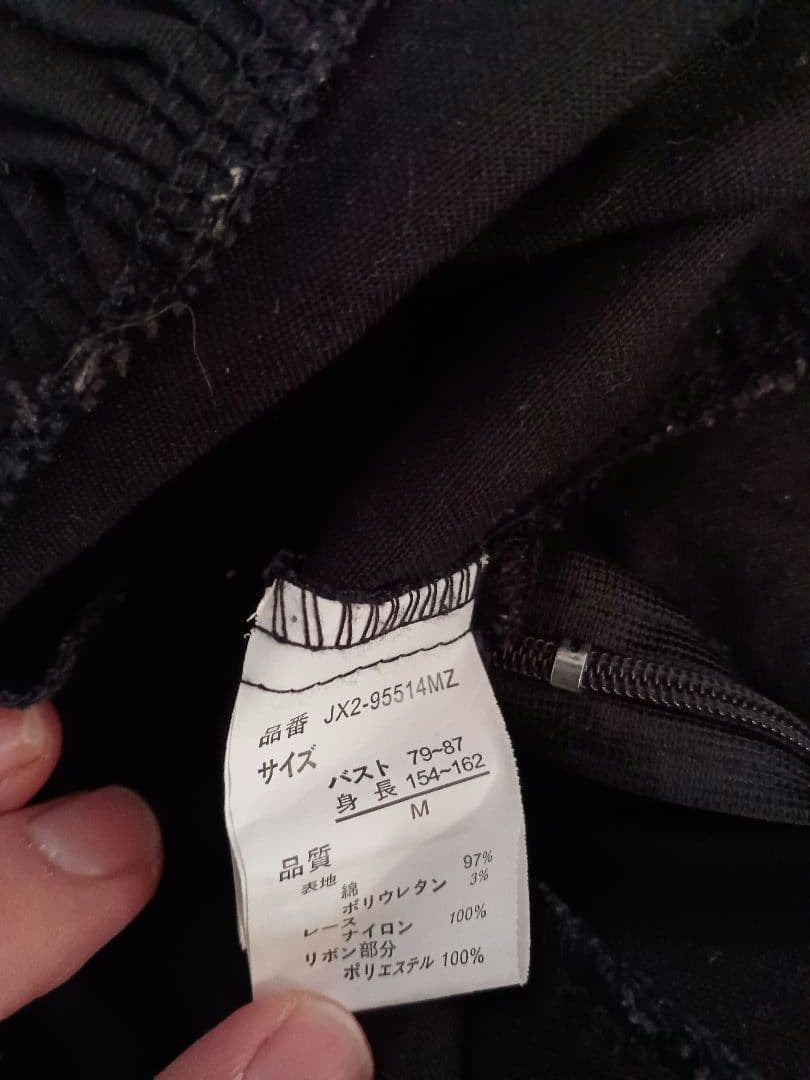 品番 JX2-95514MZ
サイズ
バスト 79~87
身長 154~162
M
品質
表地
綿 97%
ポリウレタン 3%
レース
ナイロン 100%
リボン部分
ポリエステル 100%